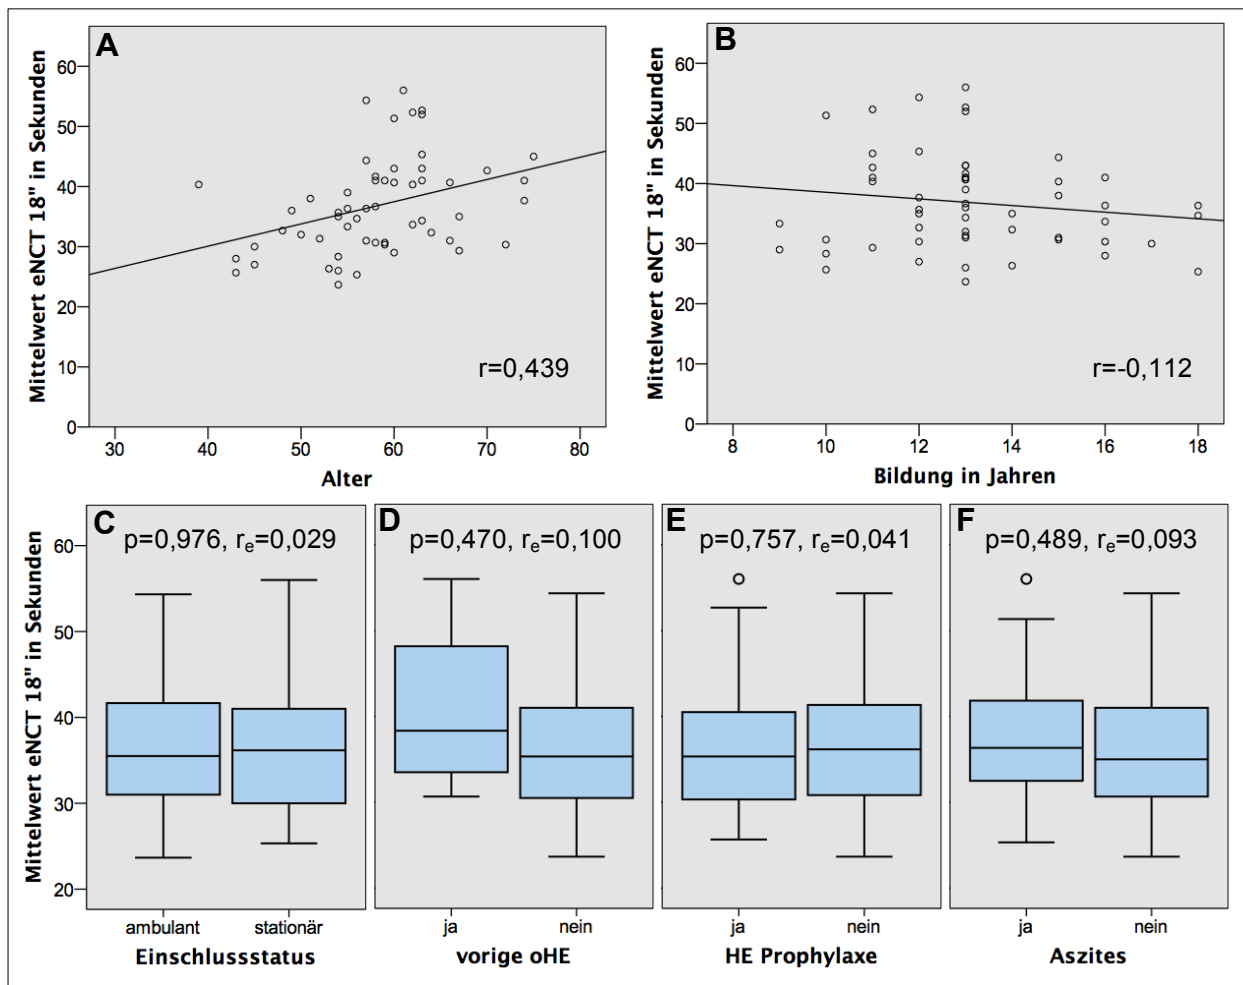 A
Mittelwert eNCT 18" in Sekunden
60
50
40
30
20
10
0
r=0,439
30 40 50 60 70 80
Alter
B
Mittelwert eNCT 18" in Sekunden
60
50
40
30
20
10
0
r=-0,112
8 10 12 14 16 18
Bildung in Jahren
Mittelwert eNCT 18" in Sekunden
60
50
40
30
20
C
p=0,976, re=0,029
ambulant stationär
Einschlussstatus
D
p=0,470, re=0,100
ja nein
vorige oHE
E
p=0,757, re=0,041
ja nein
HE Prophylaxe
F
p=0,489, re=0,093
ja nein
Aszites